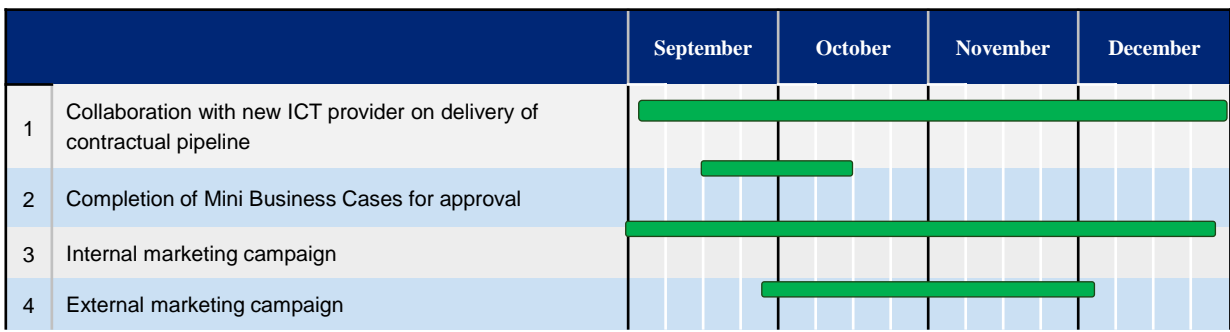 September October November December
1 Collaboration with new ICT provider on delivery of
contractual pipeline
2 Completion of Mini Business Cases for approval
3 Internal marketing campaign
4 External marketing campaign